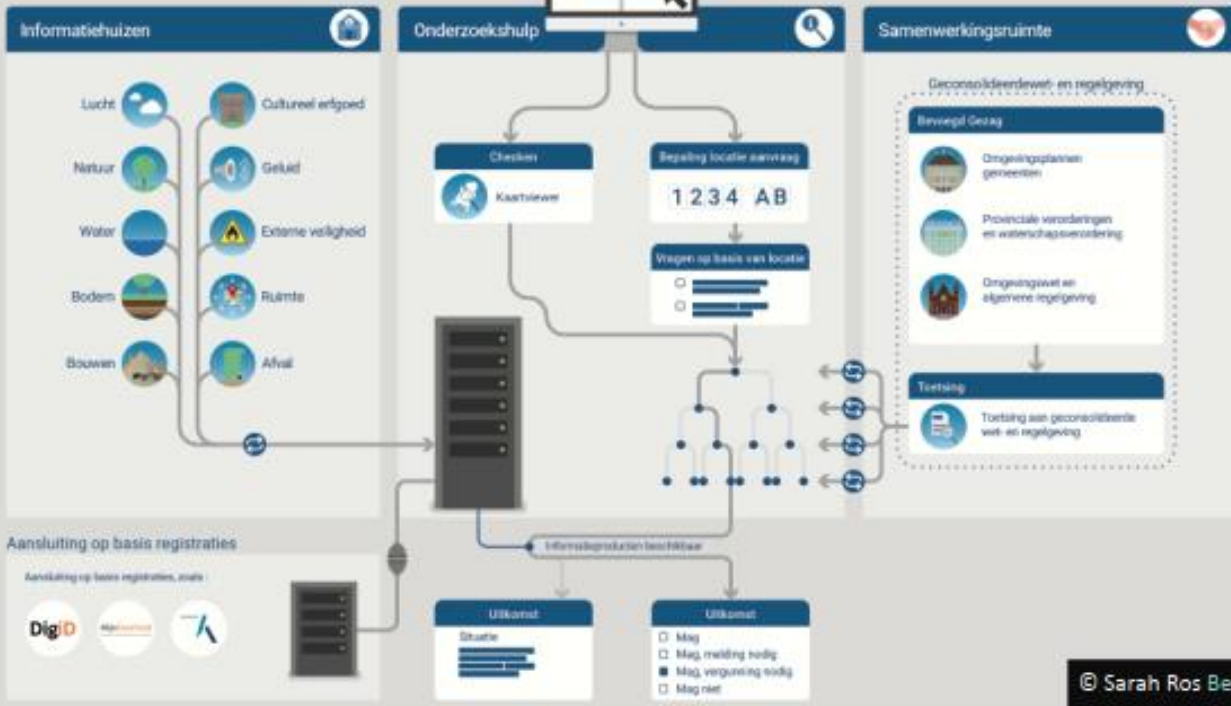 Informatiehuizen
Lucht
Cultureel erfgoed
Natuur
Geluid
Water
Externe veiligheid
Bodem
Ruimte
Bouwen
Afval
Aansluiting op basis registraties
Aansluiting op basis registraties, zoals
DigiD
Onderzoekshulp
Checken
Kaartviewer
Bepaling locatie aanvraag
1234 AB
Vragen op basis van locatie
Informatieproducten beschikbaar
Uitkomst
Situatie
Uitkomst
Mag
Mag, melding nodig
Mag, vergunning nodig
Mag niet
Samenwerkingsruimte
Geconsolideerdewet- en regelgeving
Bevoegd Gezag
Omgevingsplannen
gemeenten
Provinciale verordeningen
en waterschapsverordening
Omgevingswet en
algemene regelgeving
Toetsing
Toetsing aan geconsolideerde
wet- en regelgeving
© Sarah Ros Be